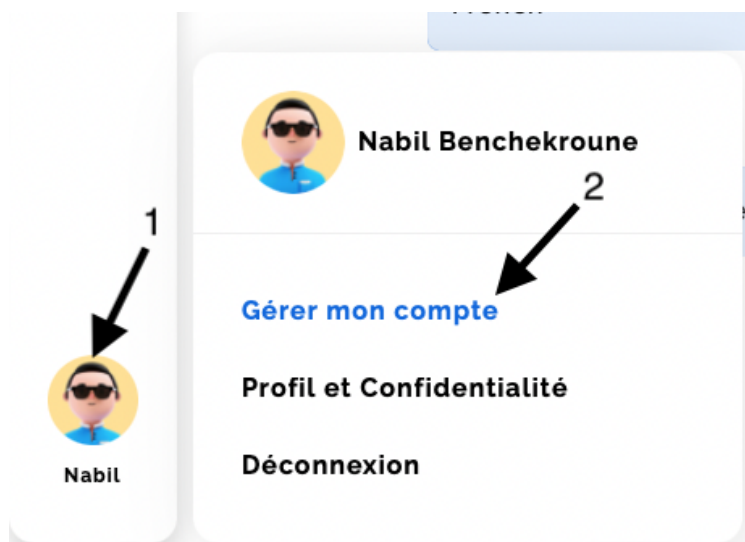 Nabil Benchekroune
1
2
Gérer mon compte
Profil et Confidentialité
Nabil
Déconnexion